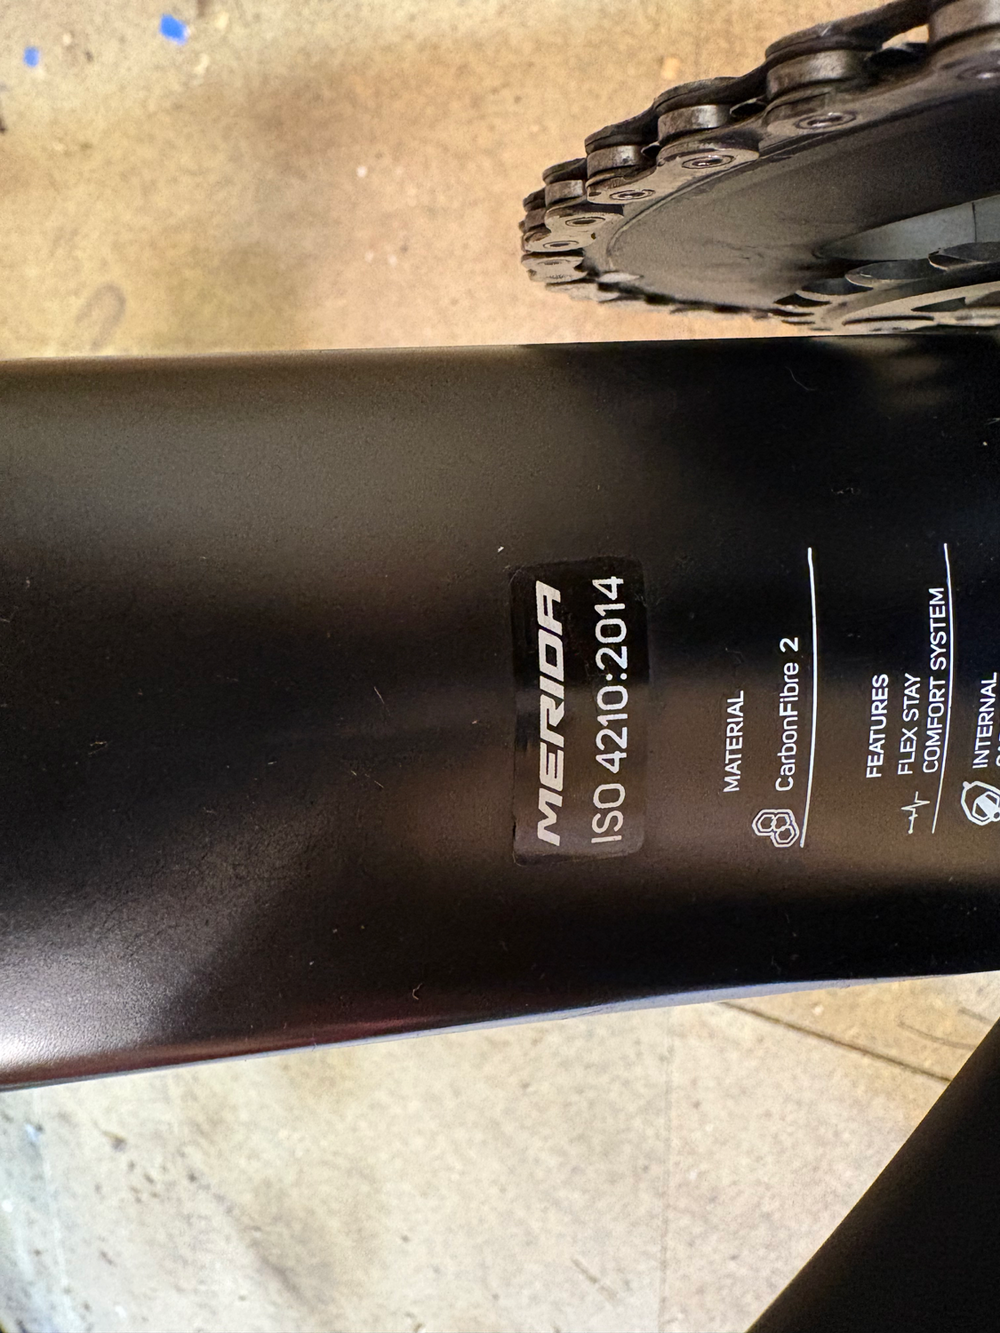 MERIDA
ISO 4210:2014
MATERIAL
CarbonFibre 2
FEATURES
FLEX STAY
COMFORT SYSTEM
INTERNAL